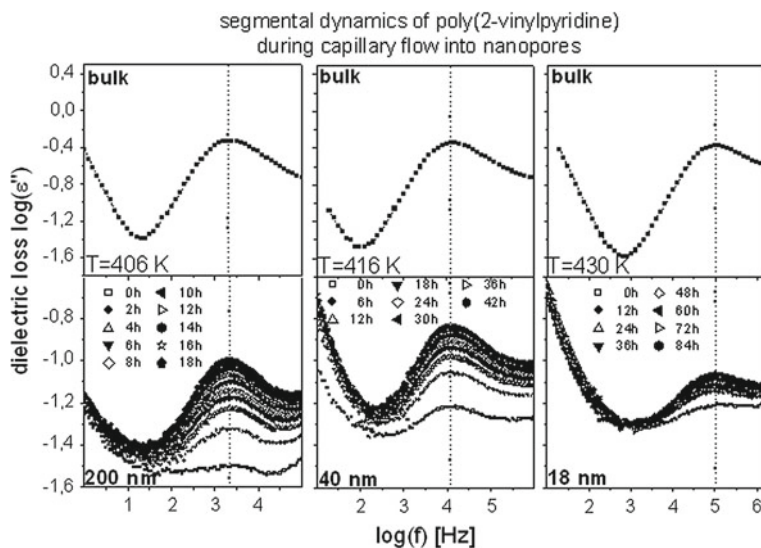 segmental dynamics of poly(2-vinylpyridine)
during capillary flow into nanopores
dielectric loss log(ε'')
0,4
0,0
-0,4
-0,8
-1,2
-1,6
bulk
T=406 K
bulk
T=416 K
bulk
T=430 K
-0,8
-1,0
-1,2
-1,4
-1,6
0h 10h
2h 12h
4h 14h
6h 16h
8h 18h
200 nm
0h 18h 36h
6h 24h 42h
12h 30h
40 nm
0h 48h
12h 60h
24h 72h
36h 84h
18 nm
1 2 3 4
2 3 4 5
2 3 4 5 6
log(f) [Hz]